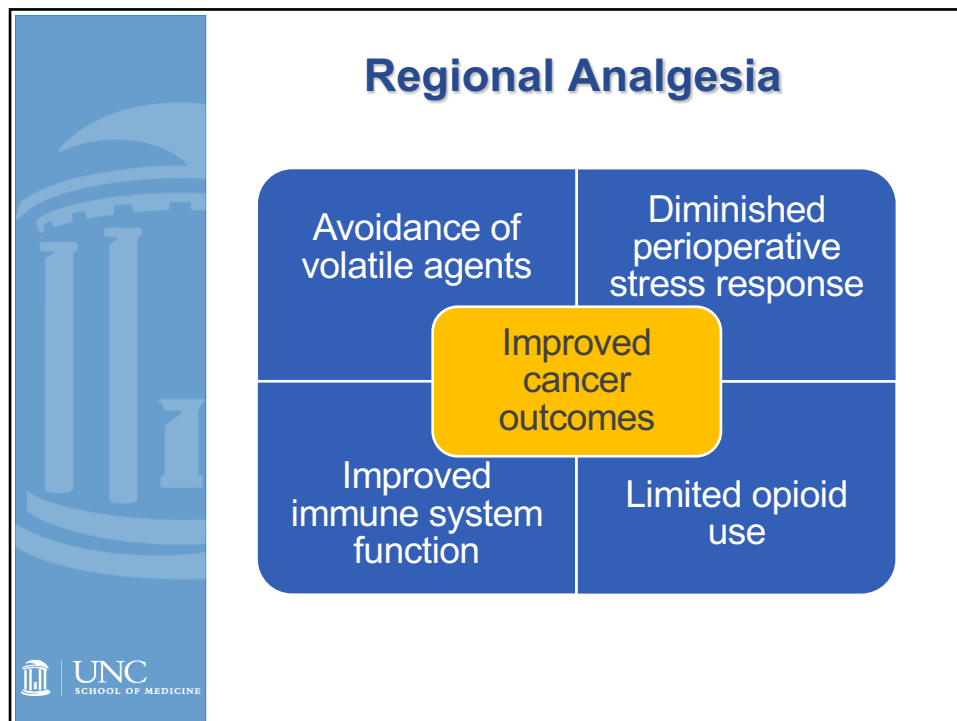 Regional Analgesia
Avoidance of
volatile agents
Diminished
perioperative
stress response
Improved
cancer
outcomes
Improved
immune system
function
Limited opioid
use
UNC
SCHOOL OF MEDICINE